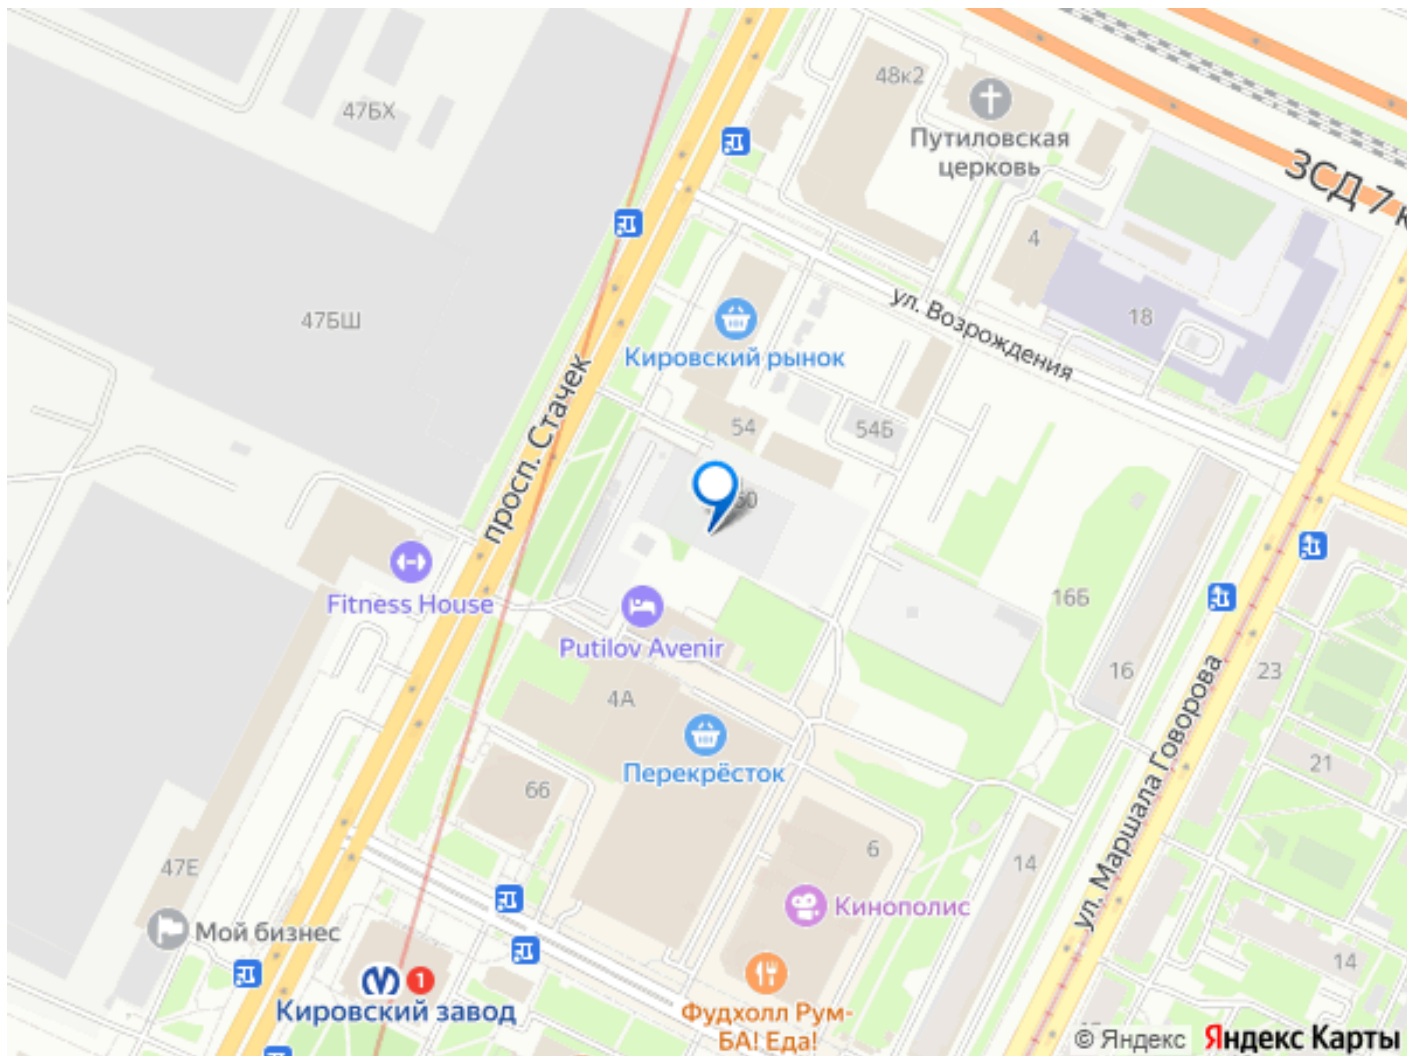 48к2
47БХ
Путиловская
церковь
ЗСД 7 к
4
18
47БШ
ул. Возрождения
Кировский рынок
просп. Стачек
54
54Б
60
Fitness House
Putilov Avenir
16Б
16
23
4А
ул. Маршала Говорова
Перекрёсток
21
66
6
14
47Е
Кинополис
Мой бизнес
14
1
Кировский завод
Фудхолл Рум-
БА! Еда!
© Яндекс Яндекс Карты